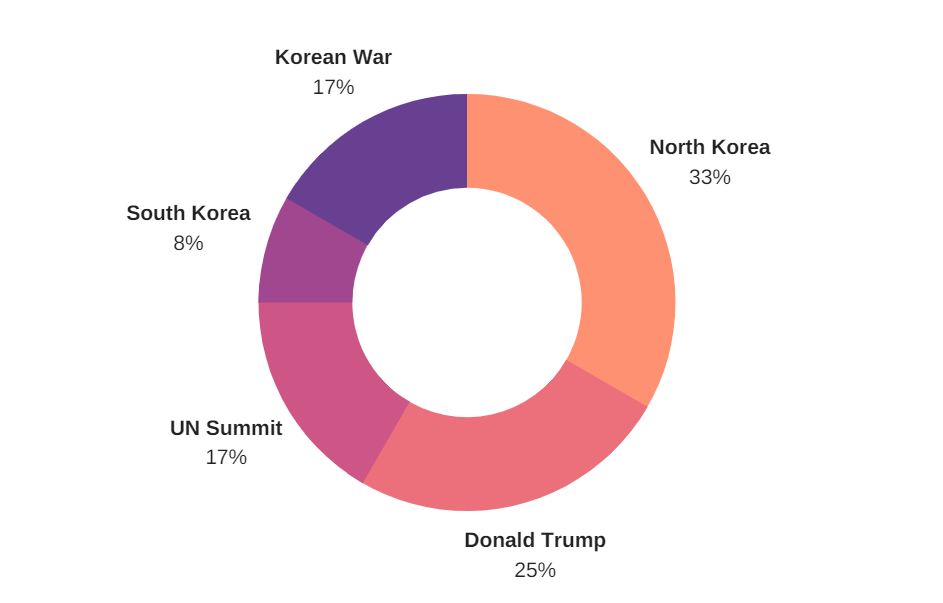 Korean War
17%
North Korea
33%
South Korea
8%
UN Summit
17%
Donald Trump
25%